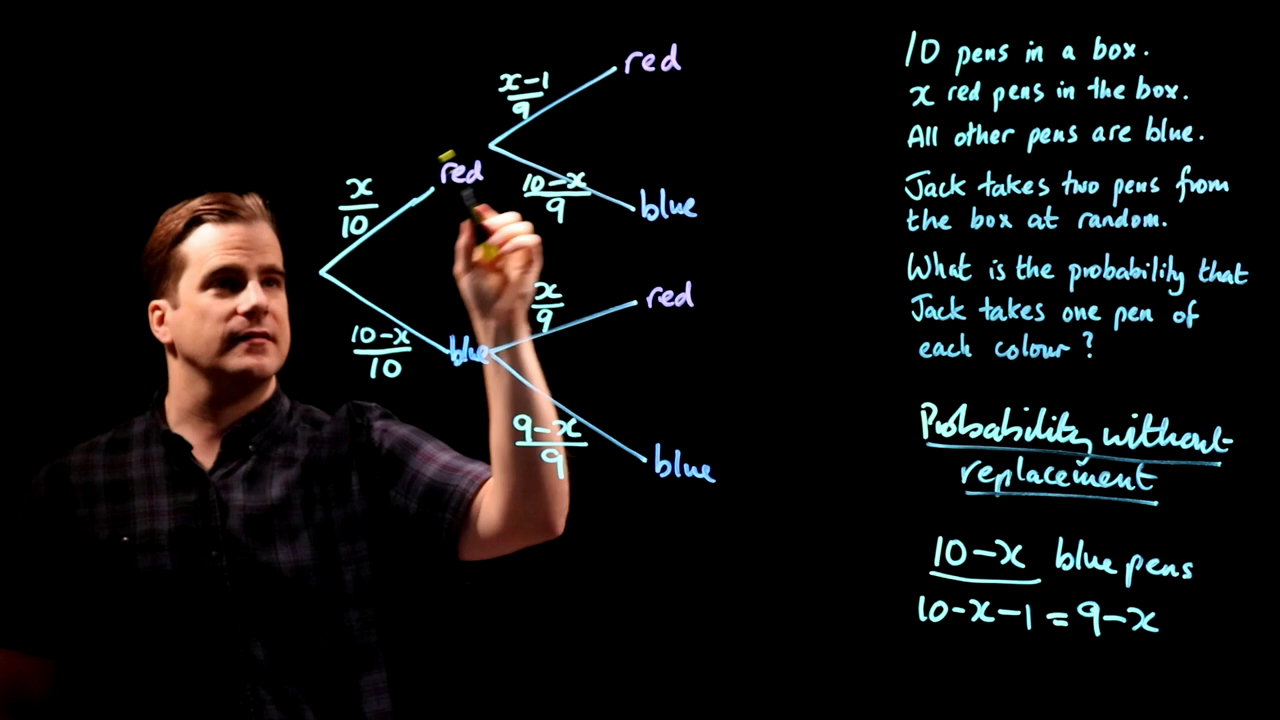 x-1
9
red
10-x
9
blue
x
10
red
x
9
red
10-x
10
blue
9-x
9
blue
10 pens in a box.
x red pens in the box.
All other pens are blue.
Jack takes two pens from
the box at random.
What is the probability that
Jack takes one pen of
each colour?
Probability without
replacement
10-x blue pens
10-x-1=9-x